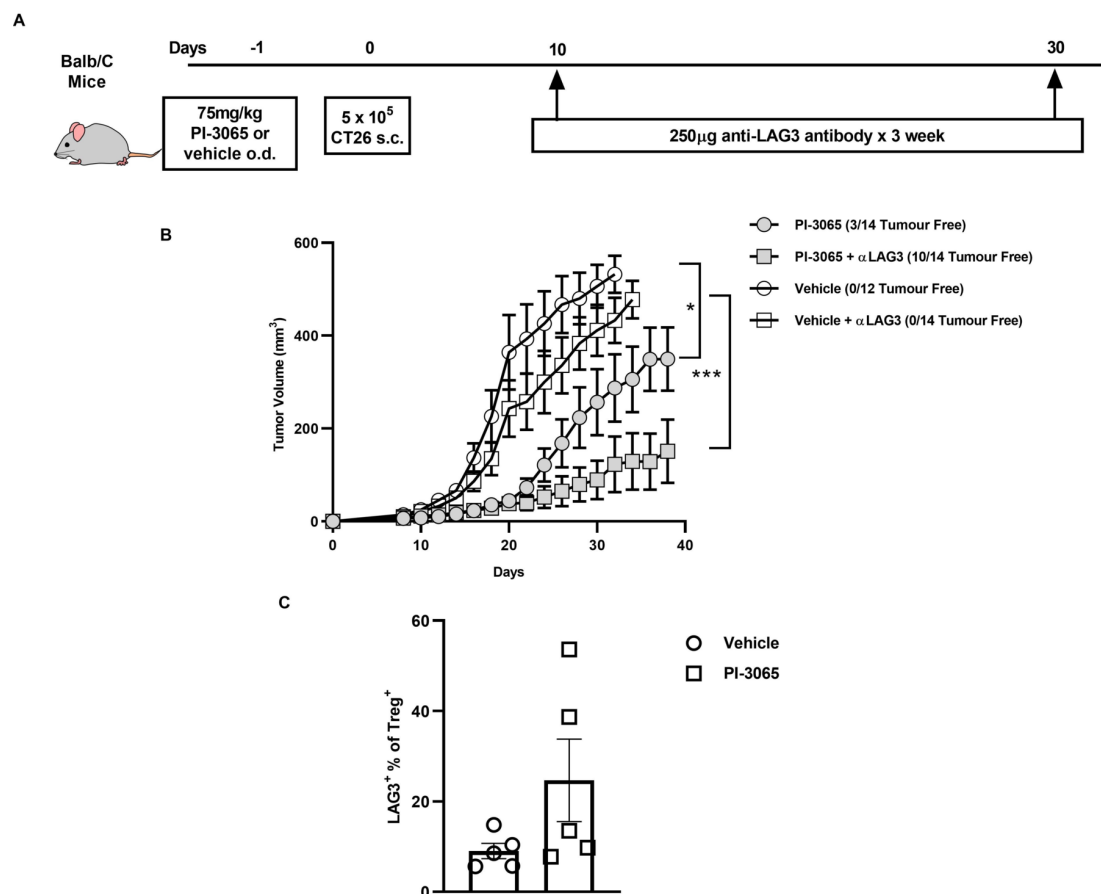 A
Days -1 0 10 30
Balb/C
Mice
75mg/kg
PI-3065 or
vehicle o.d.
5 x 10⁵
CT26 s.c.
250μg anti-LAG3 antibody x 3 week
B
Tumor Volume (mm³)
600
400
200
0
0 10 20 30 40
Days
*
***
PI-3065 (3/14 Tumour Free)
PI-3065 + αLAG3 (10/14 Tumour Free)
Vehicle (0/12 Tumour Free)
Vehicle + αLAG3 (0/14 Tumour Free)
C
LAG3⁺ % of Treg⁺
60
40
20
0
Vehicle
PI-3065